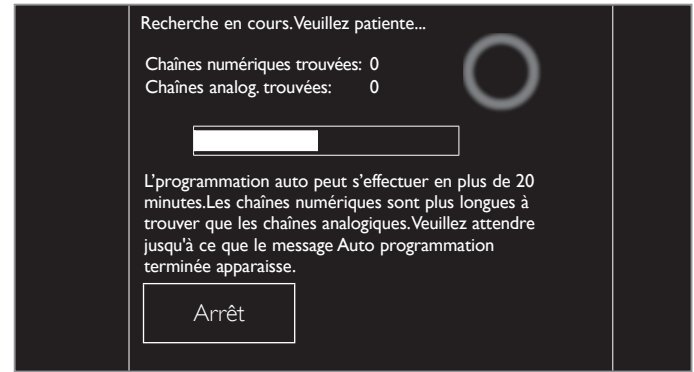 Recherche en cours.Veuillez patiente...
Chaînes numériques trouvées: 0
Chaînes analog. trouvées: 0
L'programmation auto peut s'effectuer en plus de 20
minutes.Les chaînes numériques sont plus longues à
trouver que les chaînes analogiques.Veuillez attendre
jusqu'à ce que le message Auto programmation
terminée apparaisse.
Arrêt